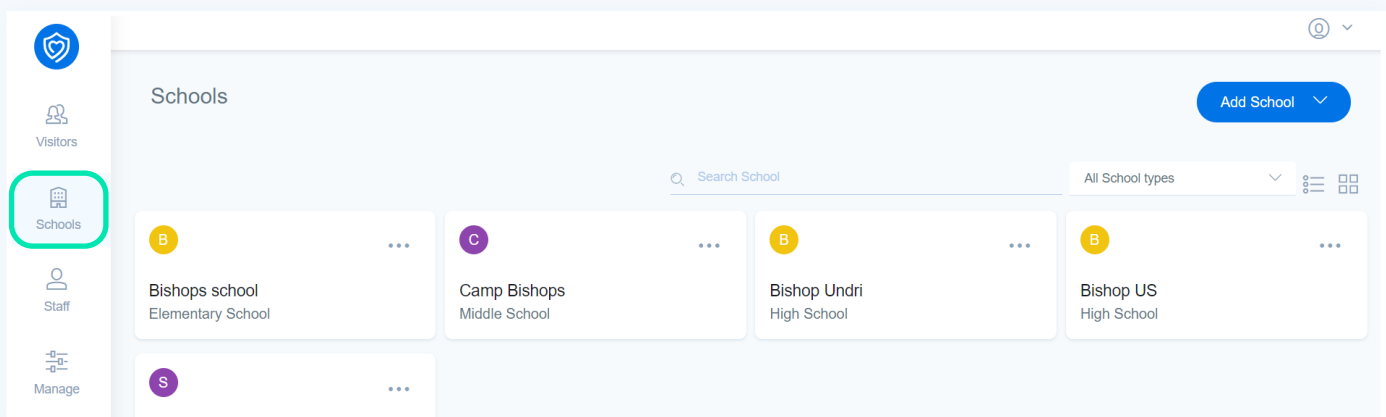 Visitors
Schools
Staff
Manage
Schools
Add School
Search School
All School types
B
Bishops school
Elementary School
C
Camp Bishops
Middle School
B
Bishop Undri
High School
B
Bishop US
High School
S